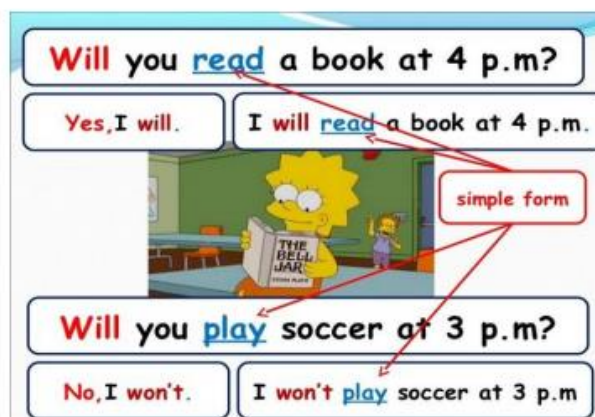 Will you read a book at 4 p.m?
Yes,I will.
I will read a book at 4 p.m.
simple form
THE
BELL
JAR
Will you play soccer at 3 p.m?
No,I won't.
I won't play soccer at 3 p.m